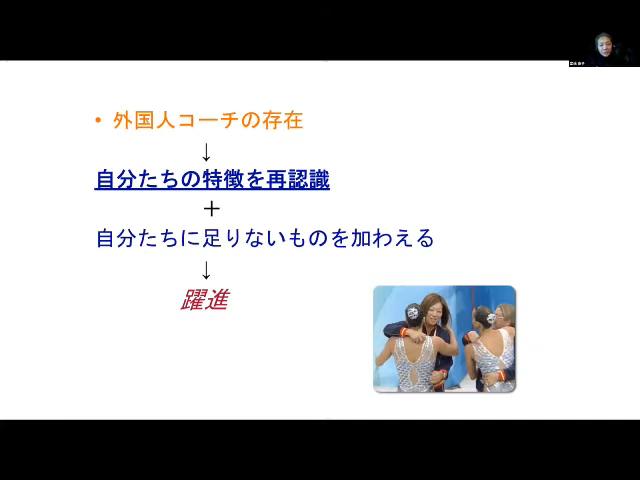 • 外国人コーチの存在
↓
自分たちの特徴を再認識
＋
自分たちに足りないものを加わえる
↓
躍進